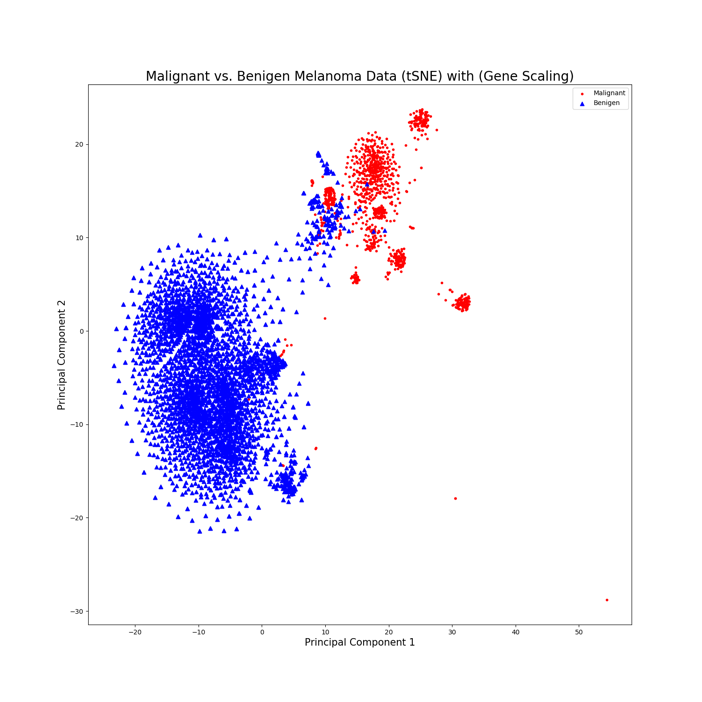 Malignant vs. Benigen Melanoma Data (tSNE) with (Gene Scaling)
Malignant
Benigen
Principal Component 2
20
10
0
−10
−20
−30
−20
−10
0
10
20
30
40
50
Principal Component 1